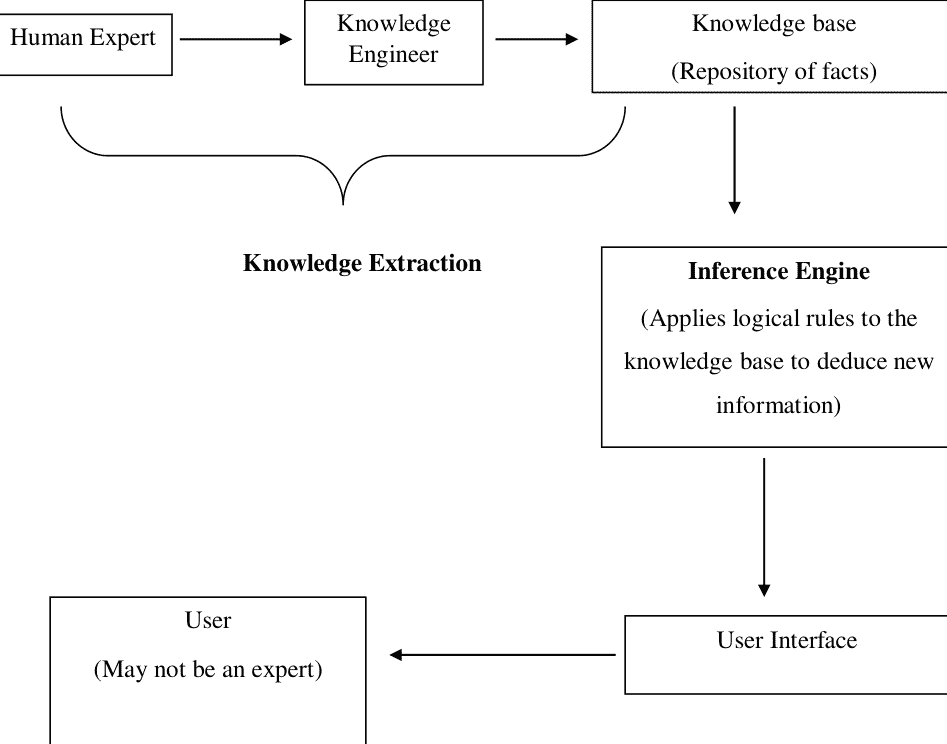 Human Expert
Knowledge
Engineer
Knowledge base
(Repository of facts)
Knowledge Extraction
Inference Engine
(Applies logical rules to the
knowledge base to deduce new
information)
User
(May not be an expert)
User Interface